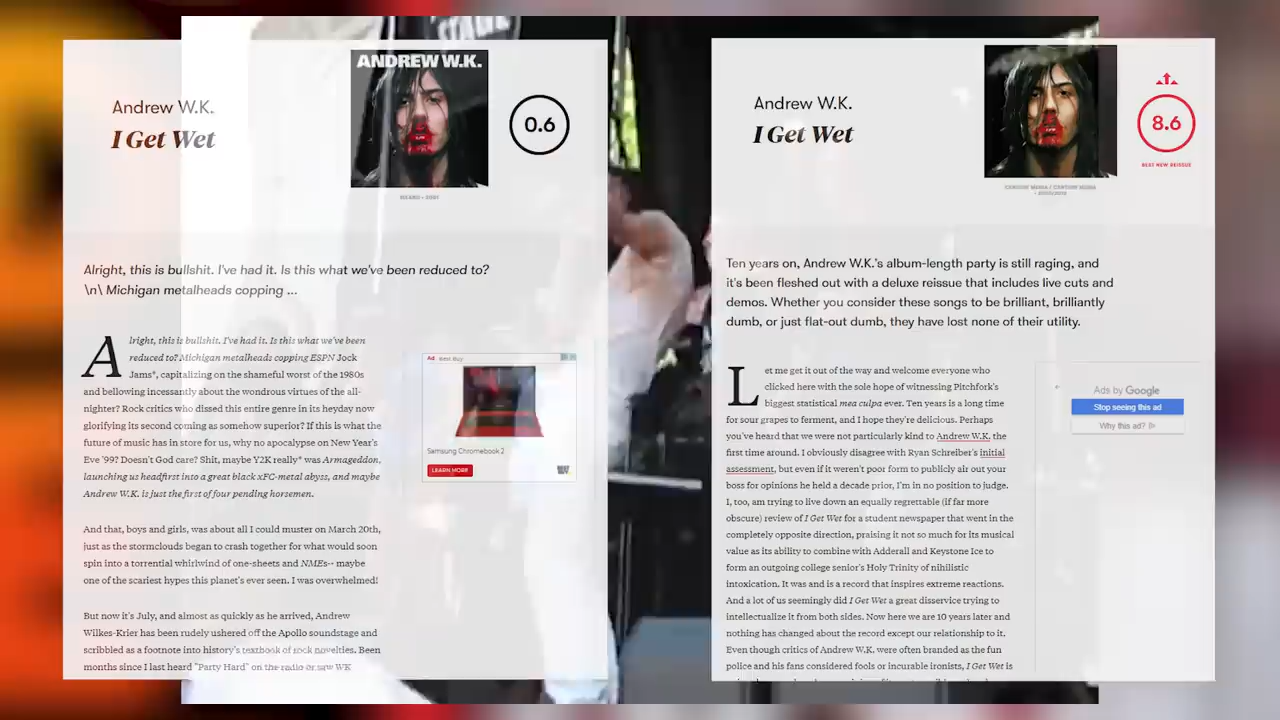 Andrew W.K.
I Get Wet
ANDREW W.K.
0.6
Alright, this is bullshit. I've had it. Is this what we've been reduced to?
\n\ Michigan metalheads copping ...
Alright, this is bullshit. I've had it. Is this what we've been
reduced to? Michigan metalheads copping ESPN Jock
Jams*, capitalizing on the shameful worst of the 1980s
and bellowing incessantly about the wondrous virtues of the all-
nighter? Rock critics who dissed this entire genre in its heyday now
glorifying its second coming as somehow superior? If this is what the
future of music has in store for us, why no apocalypse on New Year's
Eve '99? Doesn't God care? Shit, maybe Y2K really* was Armageddon,
launching us headfirst into a great black xFC-metal abyss, and maybe
Andrew W.K. is just the first of four pending horsemen.
And that, boys and girls, was about all I could muster on March 20th,
just as the stormclouds began to crash together for what would soon
spin into a torrential whirlwind of one-sheets and NMEs-- maybe
one of the scariest hypes this planet's ever seen. I was overwhelmed!
But now it's July, and almost as quickly as he arrived, Andrew
Wilkes-Krier has been rudely ushered off the Apollo soundstage and
scribbled as a footnote into history's textbook of rock novelties. Been
months since I last heard "Party Hard" on the radio or saw WK
Ad Best Buy
Samsung Chromebook 2
LEARN MORE
Andrew W.K.
I Get Wet
8.6
BEST NEW REISSUE
Ten years on, Andrew W.K.'s album-length party is still raging, and
it's been fleshed out with a deluxe reissue that includes live cuts and
demos. Whether you consider these songs to be brilliant, brilliantly
dumb, or just flat-out dumb, they have lost none of their utility.
Let me get it out of the way and welcome everyone who
clicked here with the sole hope of witnessing Pitchfork's
biggest statistical mea culpa ever. Ten years is a long time
for sour grapes to ferment, and I hope they're delicious. Perhaps
you've heard that we were not particularly kind to Andrew W.K. the
first time around. I obviously disagree with Ryan Schreiber's initial
assessment, but even if it weren't poor form to publicly air out your
boss for opinions he held a decade prior, I'm in no position to judge.
I, too, am trying to live down an equally regrettable (if far more
obscure) review of I Get Wet for a student newspaper that went in the
completely opposite direction, praising it not so much for its musical
value as its ability to combine with Adderall and Keystone Ice to
form an outgoing college senior's Holy Trinity of nihilistic
intoxication. It was and is a record that inspires extreme reactions.
And a lot of us seemingly did I Get Wet a great disservice trying to
intellectualize it from both sides. Now here we are 10 years later and
nothing has changed about the record except our relationship to it.
Even though critics of Andrew W.K. were often branded as the fun
police and his fans considered fools or incurable ironists, I Get Wet is
Ads by Google
Stop seeing this ad
Why this ad?